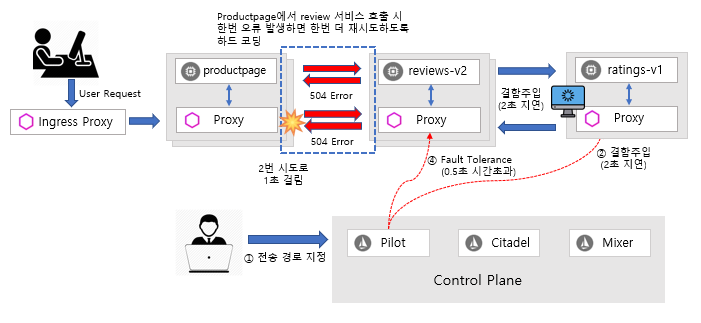 Productpage에서 review 서비스 호출 시
한번 오류 발생하면 한번 더 재시도하도록
하드 코딩
User Request
Ingress Proxy
productpage
Proxy
504 Error
504 Error
2번 시도로
1초 걸림
reviews-v2
Proxy
결함주입
(2초 지연)
ratings-v1
Proxy
④ Fault Tolerance
(0.5초 시간초과)
② 결함주입
(2초 지연)
① 전송 경로 지정
Pilot
Citadel
Mixer
Control Plane